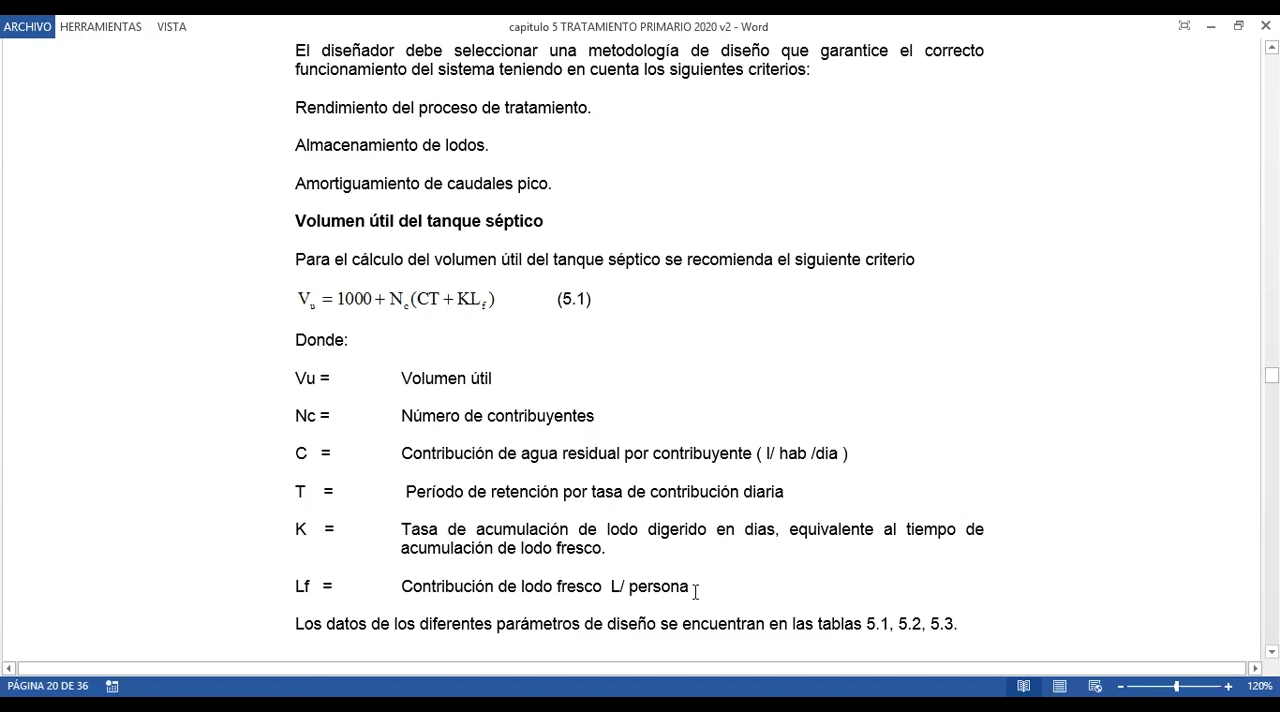 ARCHIVO HERRAMIENTAS VISTA
capitulo 5 TRATAMIENTO PRIMARIO 2020 v2 - Word
El diseñador debe seleccionar una metodología de diseño que garantice el correcto
funcionamiento del sistema teniendo en cuenta los siguientes criterios:
Rendimiento del proceso de tratamiento.
Almacenamiento de lodos.
Amortiguamiento de caudales pico.
Volumen útil del tanque séptico
Para el cálculo del volumen útil del tanque séptico se recomienda el siguiente criterio
Vu = 1000 + Nc(CT + KLf) (5.1)
Donde:
Vu = Volumen útil
Nc = Número de contribuyentes
C = Contribución de agua residual por contribuyente ( l/ hab /dia )
T = Período de retención por tasa de contribución diaria
K = Tasa de acumulación de lodo digerido en dias, equivalente al tiempo de
acumulación de lodo fresco.
Lf = Contribución de lodo fresco L/ persona
Los datos de los diferentes parámetros de diseño se encuentran en las tablas 5.1, 5.2, 5.3.
PÁGINA 20 DE 36
120%